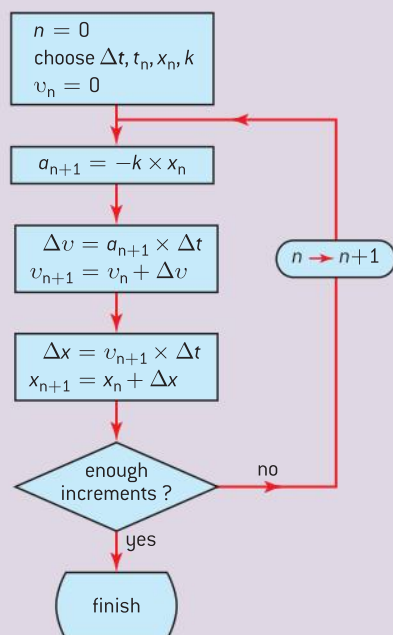 n = 0
choose Δt, tₙ, xₙ, k
υₙ = 0
aₙ₊₁ = −k × xₙ
Δυ = aₙ₊₁ × Δt
υₙ₊₁ = υₙ + Δυ
n → n+1
Δx = υₙ₊₁ × Δt
xₙ₊₁ = xₙ + Δx
enough
increments ?
no
yes
finish